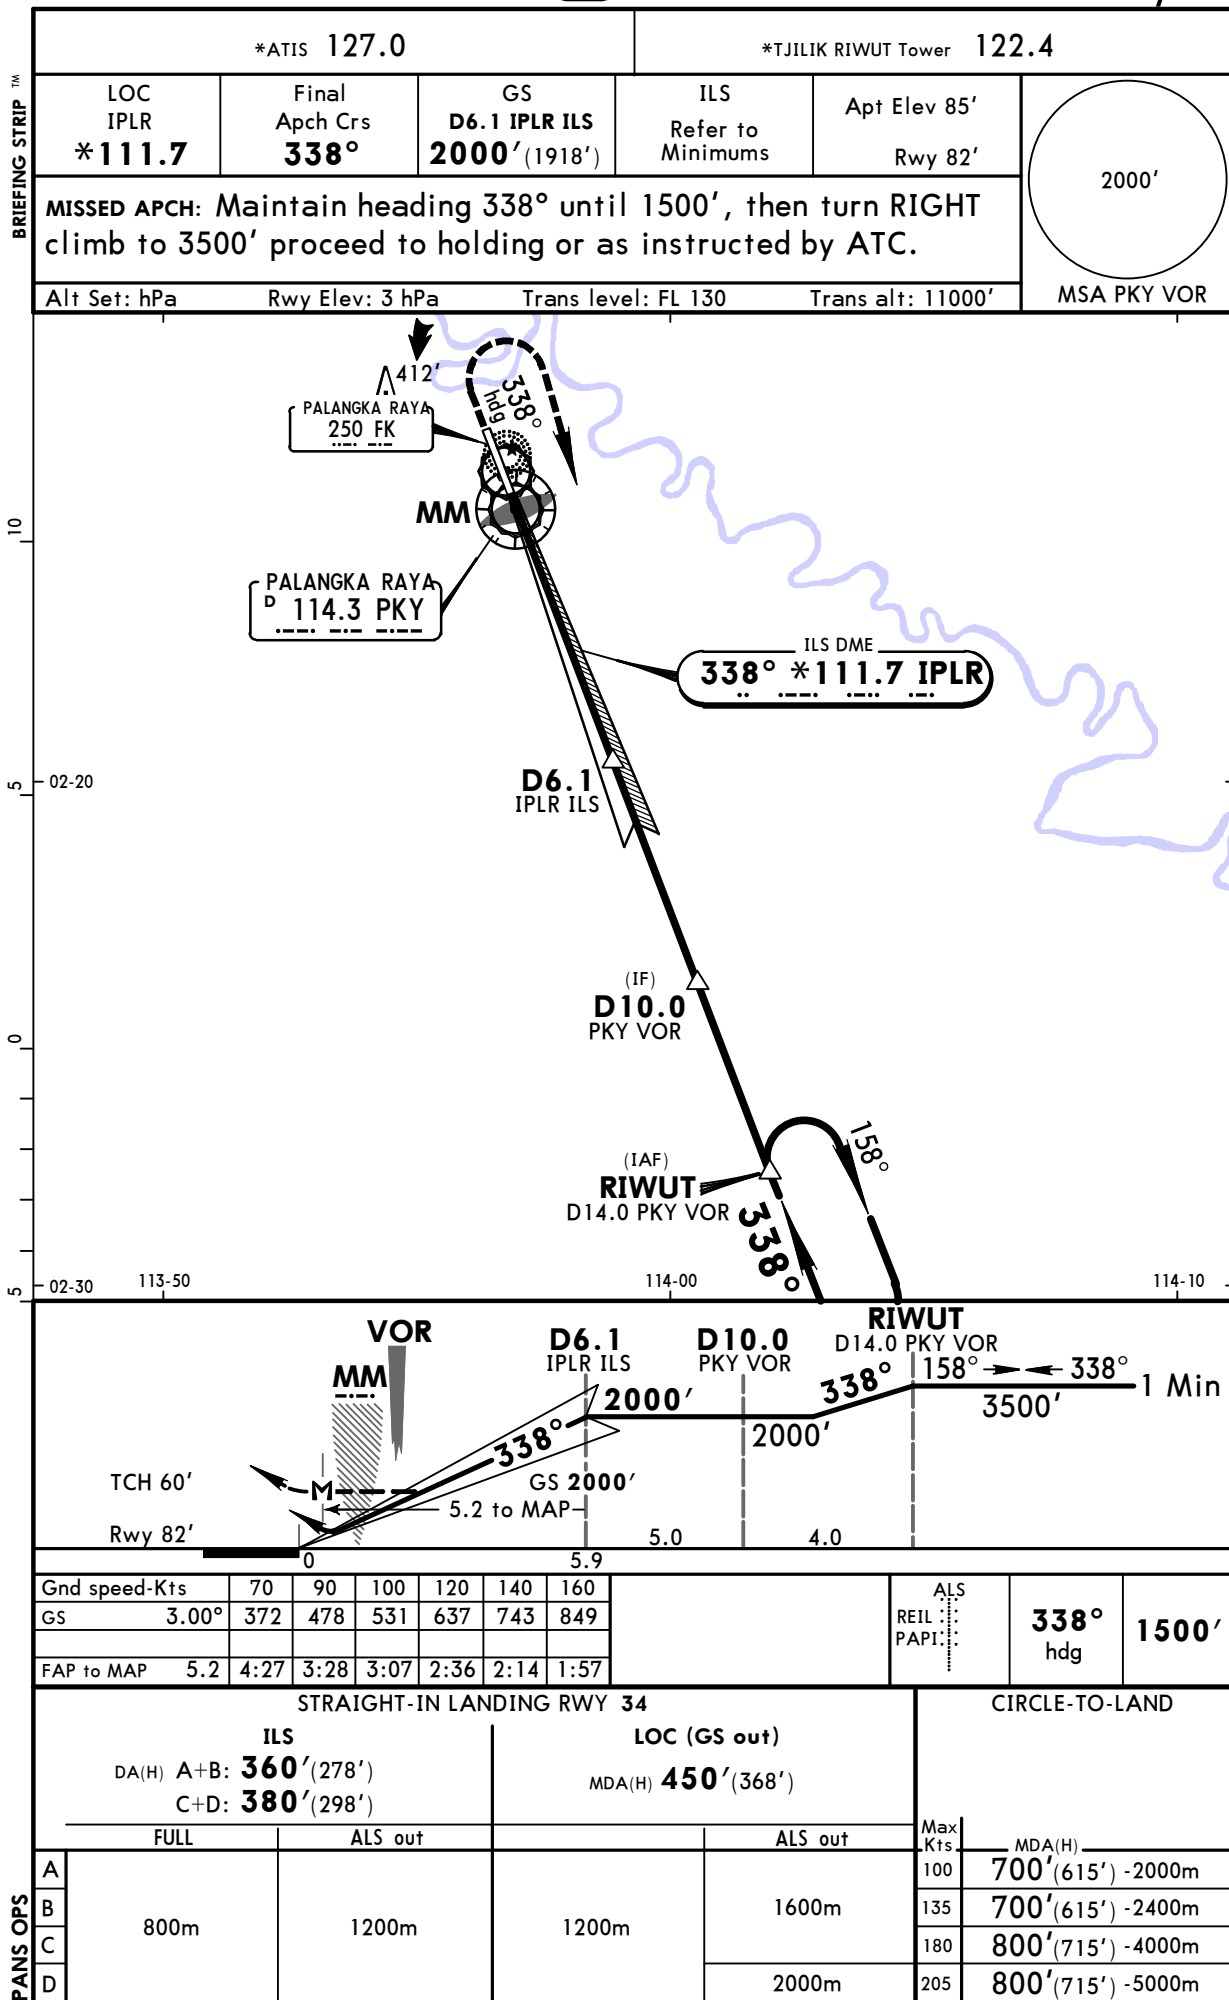 *ATIS 127.0
*TJILIK RIWUT Tower 122.4
BRIEFING STRIP ™
LOC
IPLR
*111.7
Final
Apch Crs
338°
GS
D6.1 IPLR ILS
2000'(1918')
ILS
Refer to
Minimums
Apt Elev 85'
Rwy 82'
2000'
MSA PKY VOR
MISSED APCH: Maintain heading 338° until 1500', then turn RIGHT
climb to 3500' proceed to holding or as instructed by ATC.
Alt Set: hPa Rwy Elev: 3 hPa Trans level: FL 130 Trans alt: 11000'
412'
338°
hdg
PALANGKA RAYA
250 FK
MM
PALANGKA RAYA
D 114.3 PKY
ILS DME
338° *111.7 IPLR
10
5
02-20
D6.1
IPLR ILS
(IF)
D10.0
PKY VOR
0
(IAF)
RIWUT
D14.0 PKY VOR
158°
338°
5
02-30
113-50
114-00
114-10
VOR
MM
D6.1
IPLR ILS
D10.0
PKY VOR
RIWUT
D14.0 PKY VOR
158° 338°
1 Min
3500'
338°
2000'
2000'
338°
GS 2000'
TCH 60'
M
5.2 to MAP
Rwy 82'
5.0
4.0
0
5.9
Gnd speed-Kts 70 90 100 120 140 160
GS 3.00° 372 478 531 637 743 849
FAP to MAP 5.2 4:27 3:28 3:07 2:36 2:14 1:57
ALS
REIL
PAPI
338°
hdg
1500'
STRAIGHT-IN LANDING RWY 34
CIRCLE-TO-LAND
ILS
DA(H) A+B: 360'(278')
C+D: 380'(298')
LOC (GS out)
MDA(H) 450'(368')
FULL
ALS out
ALS out
Max
Kts
MDA(H)
PANS OPS
A
B
C
D
800m
1200m
1200m
1600m
2000m
100 700'(615') -2000m
135 700'(615') -2400m
180 800'(715') -4000m
205 800'(715') -5000m